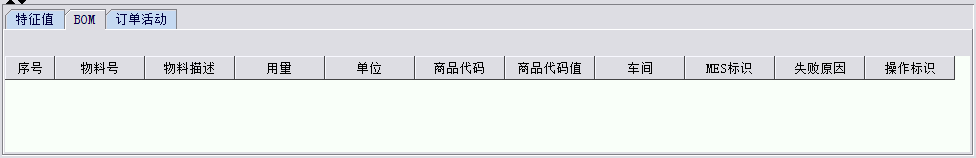 特征值 BOM 订单活动
序号 物料号 物料描述 用量 单位 商品代码 商品代码值 车间 MES标识 失败原因 操作标识